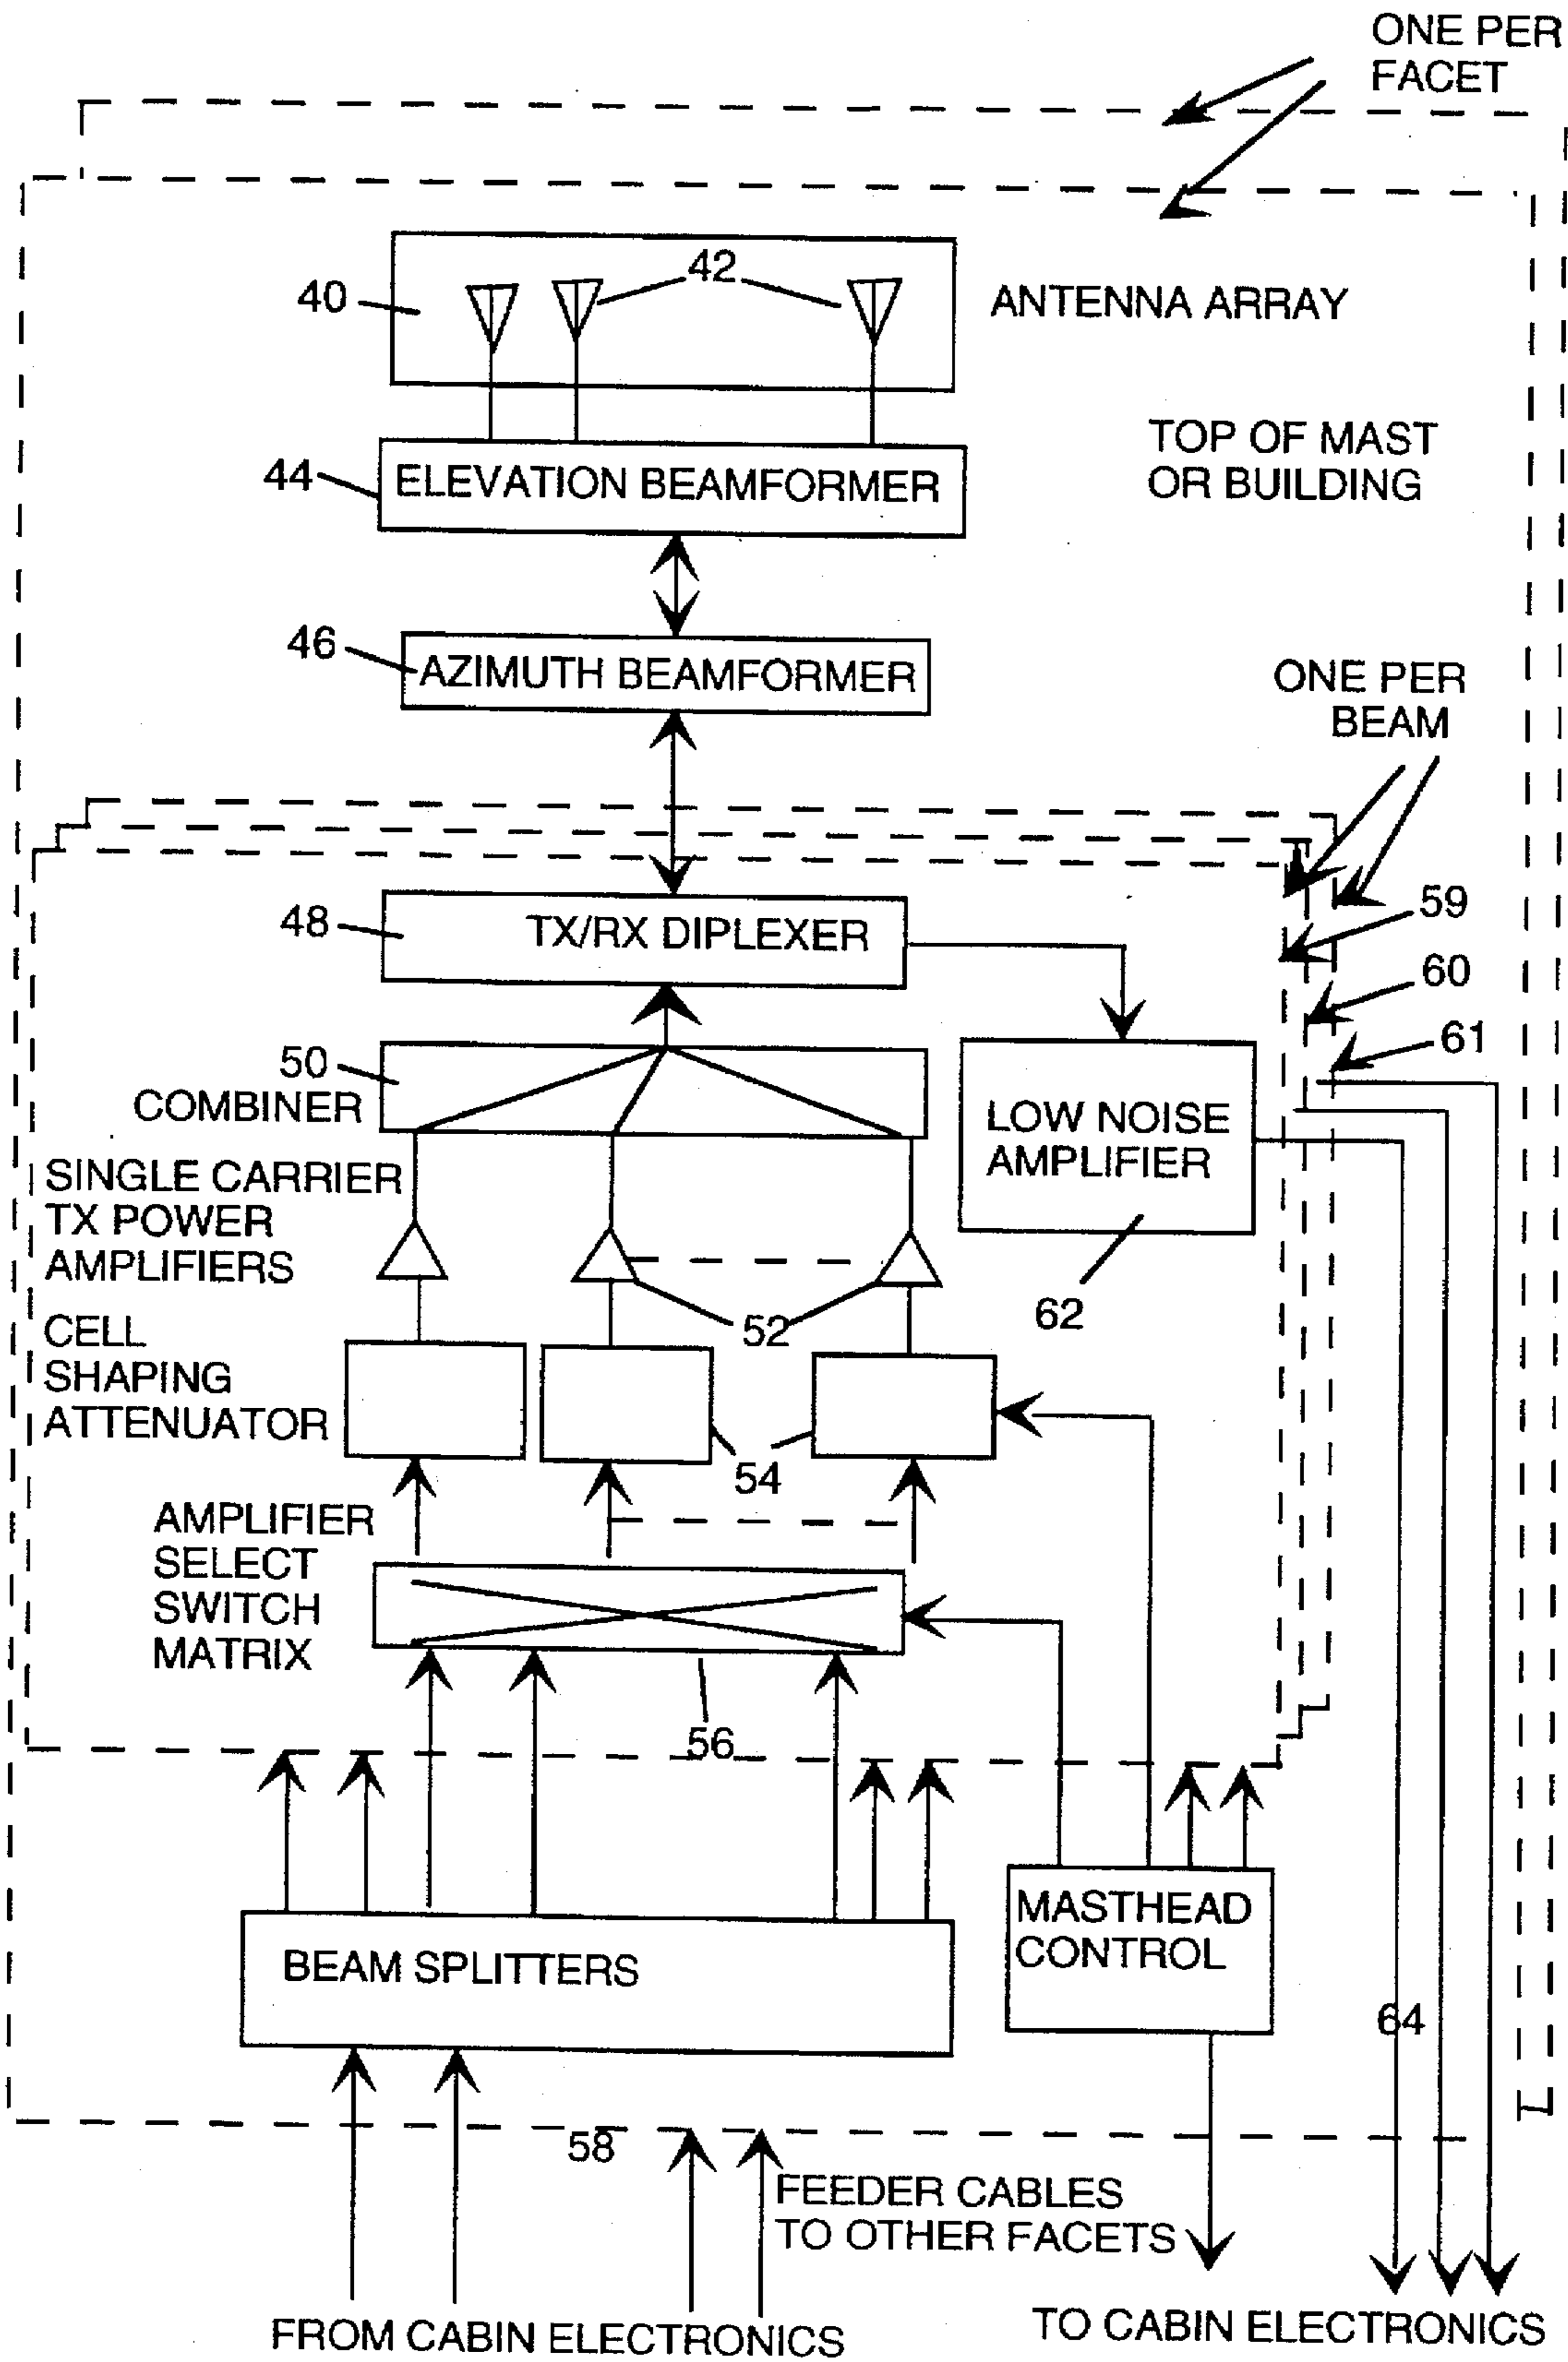 ONE PER
FACET
42
40
ANTENNA ARRAY
TOP OF MAST
OR BUILDING
44
ELEVATION BEAMFORMER
46
AZIMUTH BEAMFORMER
ONE PER
BEAM
48
TX/RX DIPLEXER
59
60
61
50
COMBINER
LOW NOISE
AMPLIFIER
SINGLE CARRIER
TX POWER
AMPLIFIERS
52
62
CELL
SHAPING
ATTENUATOR
54
AMPLIFIER
SELECT
SWITCH
MATRIX
56
MASTHEAD
CONTROL
BEAM SPLITTERS
64
58
FEEDER CABLES
TO OTHER FACETS
FROM CABIN ELECTRONICS
TO CABIN ELECTRONICS